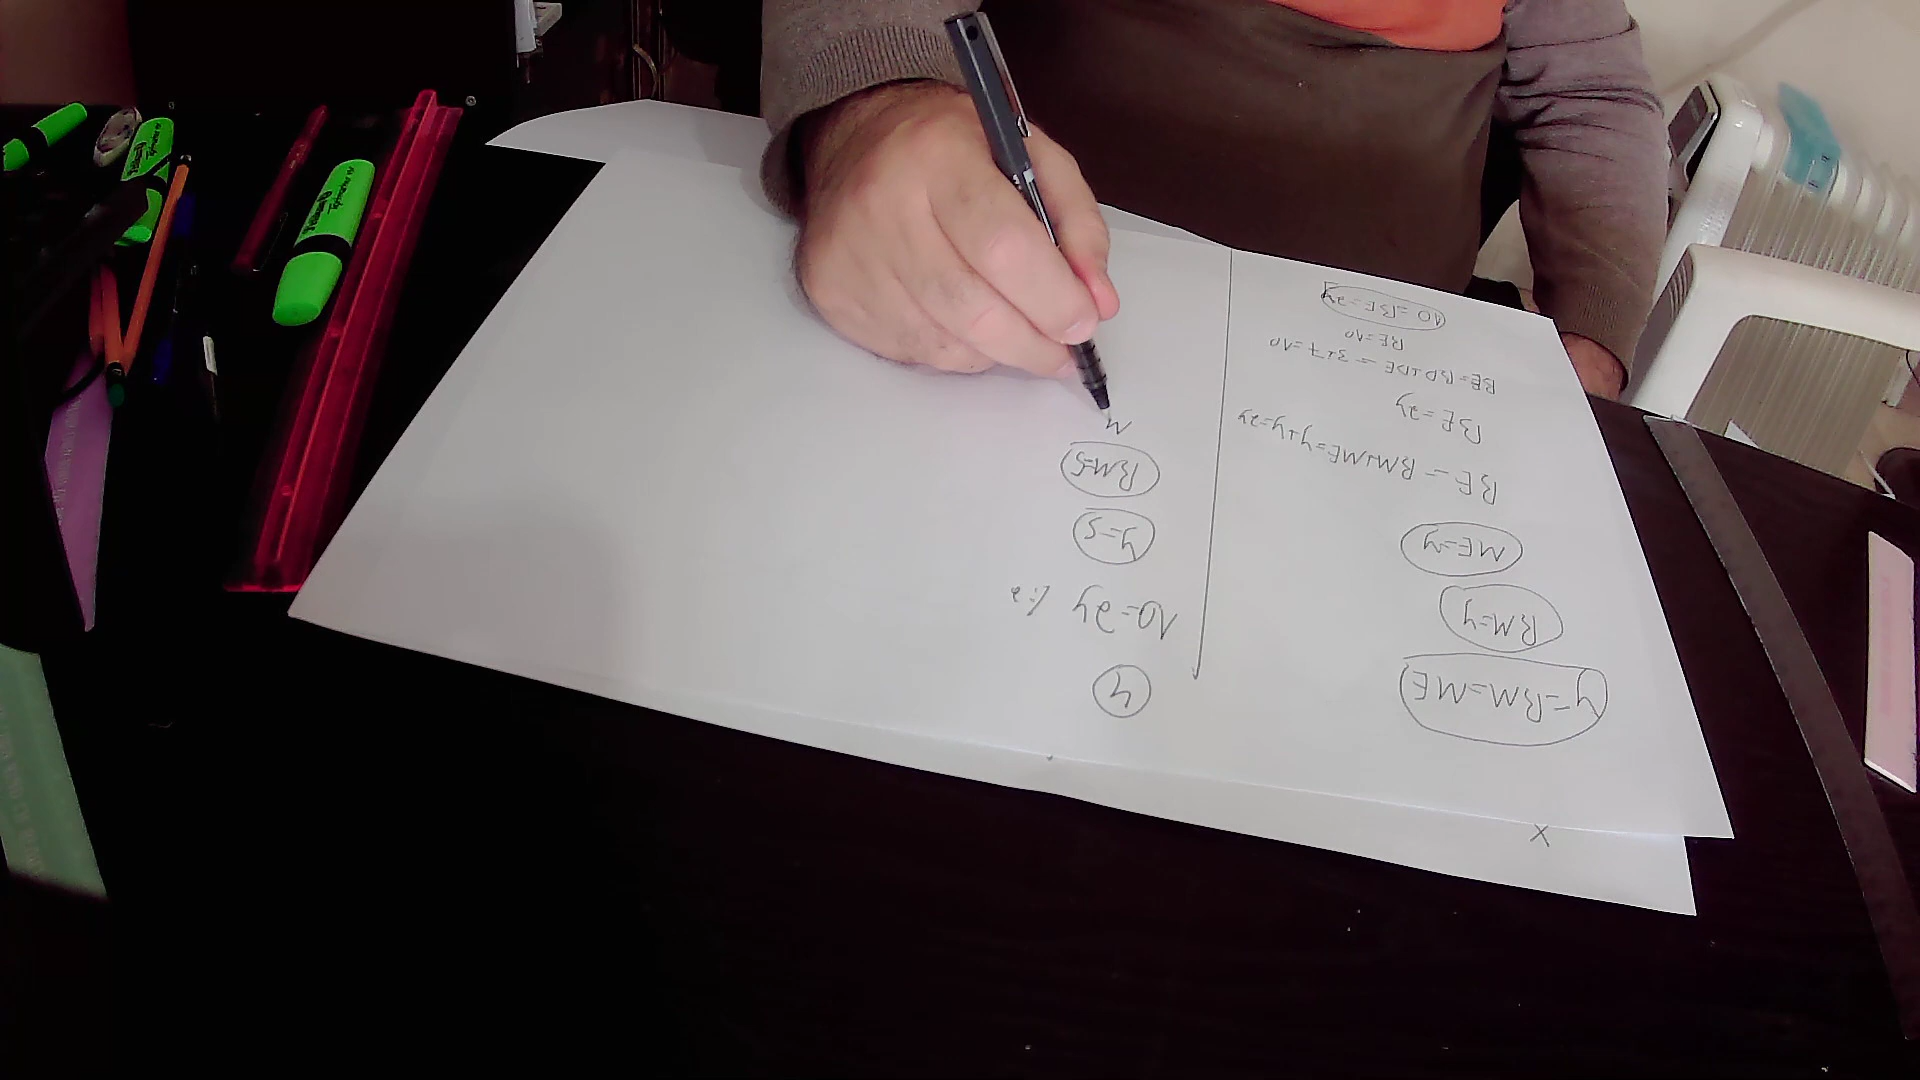 x
y=BM=ME
BM=y
ME=y
BE=BM+ME=y+y=2y
BE=2y
BE=BD+DE=3+7=10
BE=10
10=BE=2y
y
10=2y /:2
y=5
BM=5
M